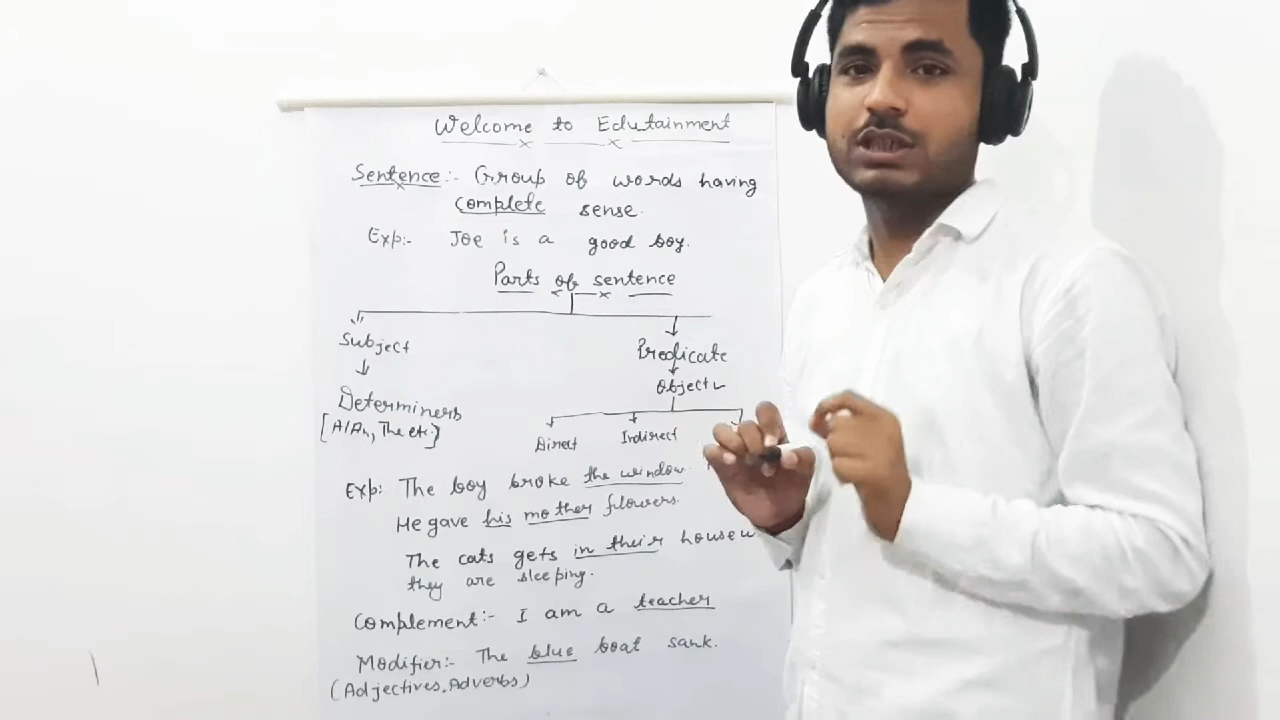 Welcome to Edutainment
Sentence:- Group of words having
complete sense.
Exp:- Joe is a good boy.
Parts of sentence
Subject
Predicate
Object
Determiners
[A/An, The etc.]
Direct Indirect
Exp: The boy broke the window.
He gave his mother flowers.
The cats gets in their house
they are sleeping.
Complement:- I am a teacher
Modifier:- The blue boat sank.
(Adjectives, Adverbs)